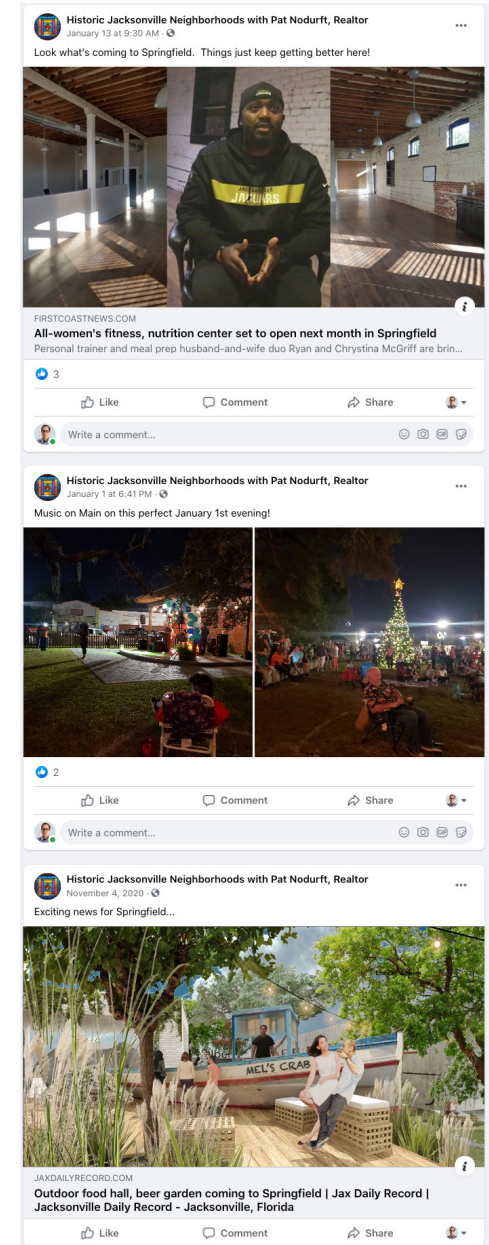 Historic Jacksonville Neighborhoods with Pat Nodurft, Realtor
January 13 at 9:30 AM ·
Look what's coming to Springfield. Things just keep getting better here!
JACKSONVILLE
JAGUARS
FIRSTCOASTNEWS.COM
All-women's fitness, nutrition center set to open next month in Springfield
Personal trainer and meal prep husband-and-wife duo Ryan and Chrystina McGriff are brin...
3
Like Comment Share
Write a comment... GIF
Historic Jacksonville Neighborhoods with Pat Nodurft, Realtor
January 1 at 6:41 PM ·
Music on Main on this perfect January 1st evening!
2
Like Comment Share
Write a comment... GIF
Historic Jacksonville Neighborhoods with Pat Nodurft, Realtor
November 4, 2020 ·
Exciting news for Springfield...
MEL'S CRAB
JAXDAILYRECORD.COM
Outdoor food hall, beer garden coming to Springfield | Jax Daily Record |
Jacksonville Daily Record - Jacksonville, Florida
Like Comment Share